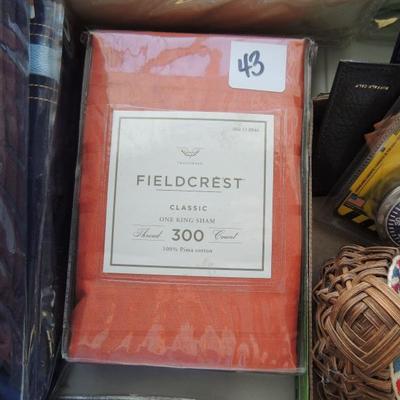 43
FIELDCREST
CLASSIC
ONE KING SHAM
Thread 300 Count
100% Pima cotton